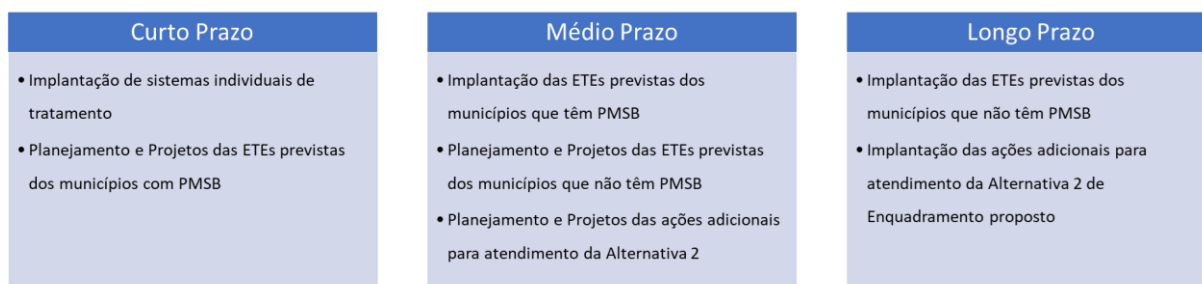 Curto Prazo
• Implantação de sistemas individuais de
tratamento
• Planejamento e Projetos das ETEs previstas
dos municípios com PMSB
Médio Prazo
• Implantação das ETEs previstas dos
municípios que têm PMSB
• Planejamento e Projetos das ETEs previstas
dos municípios que não têm PMSB
• Planejamento e Projetos das ações adicionais
para atendimento da Alternativa 2
Longo Prazo
• Implantação das ETEs previstas dos
municípios que não têm PMSB
• Implantação das ações adicionais para
atendimento da Alternativa 2 de
Enquadramento proposto